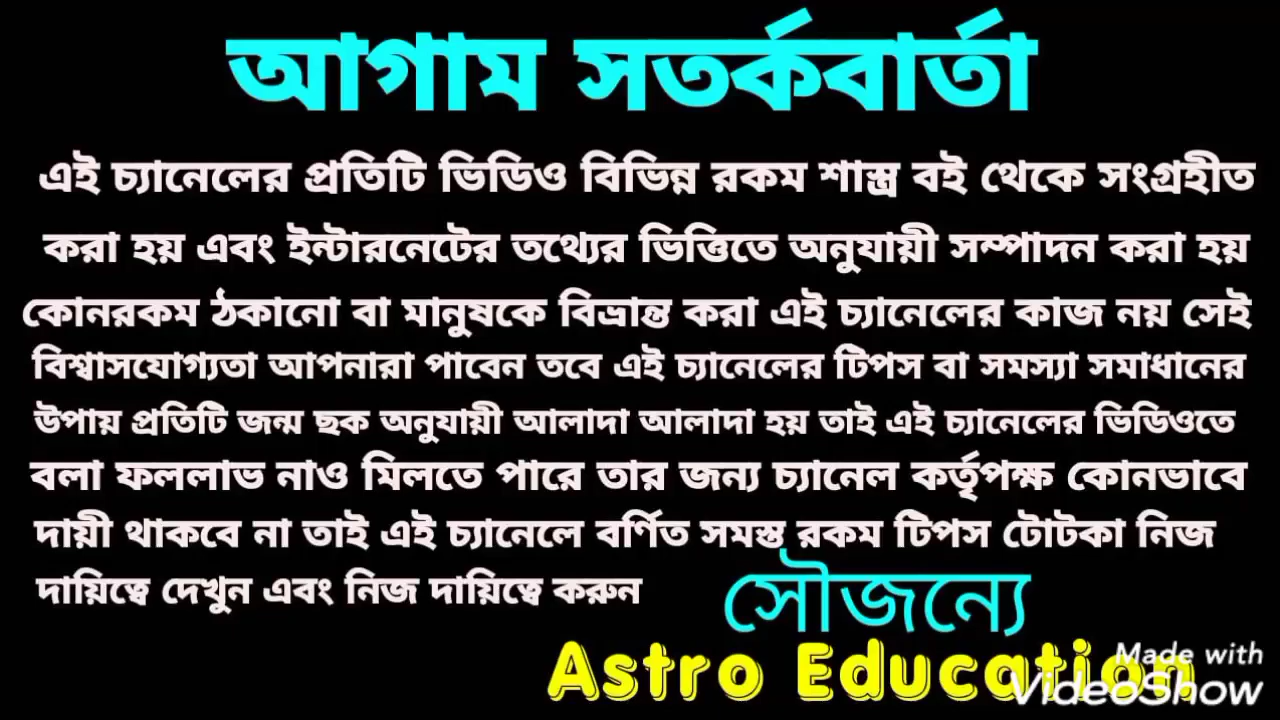 আগাম সতর্কবার্তা
এই চ্যানেলের প্রতিটি ভিডিও বিভিন্ন রকম শাস্ত্র বই থেকে সংগ্রহীত
করা হয় এবং ইন্টারনেটের তথ্যের ভিত্তিতে অনুযায়ী সম্পাদন করা হয়
কোনরকম ঠকানো বা মানুষকে বিভ্রান্ত করা এই চ্যানেলের কাজ নয় সেই
বিশ্বাসযোগ্যতা আপনারা পাবেন তবে এই চ্যানেলের টিপস বা সমস্যা সমাধানের
উপায় প্রতিটি জন্ম ছক অনুযায়ী আলাদা আলাদা হয় তাই এই চ্যানেলের ভিডিওতে
বলা ফললাভ নাও মিলতে পারে তার জন্য চ্যানেল কর্তৃপক্ষ কোনভাবে
দায়ী থাকবে না তাই এই চ্যানেলে বর্ণিত সমস্ত রকম টিপস টোটকা নিজ
দায়িত্বে দেখুন এবং নিজ দায়িত্বে করুন
সৌজন্যে
Astro Education
Made with
VideoShow